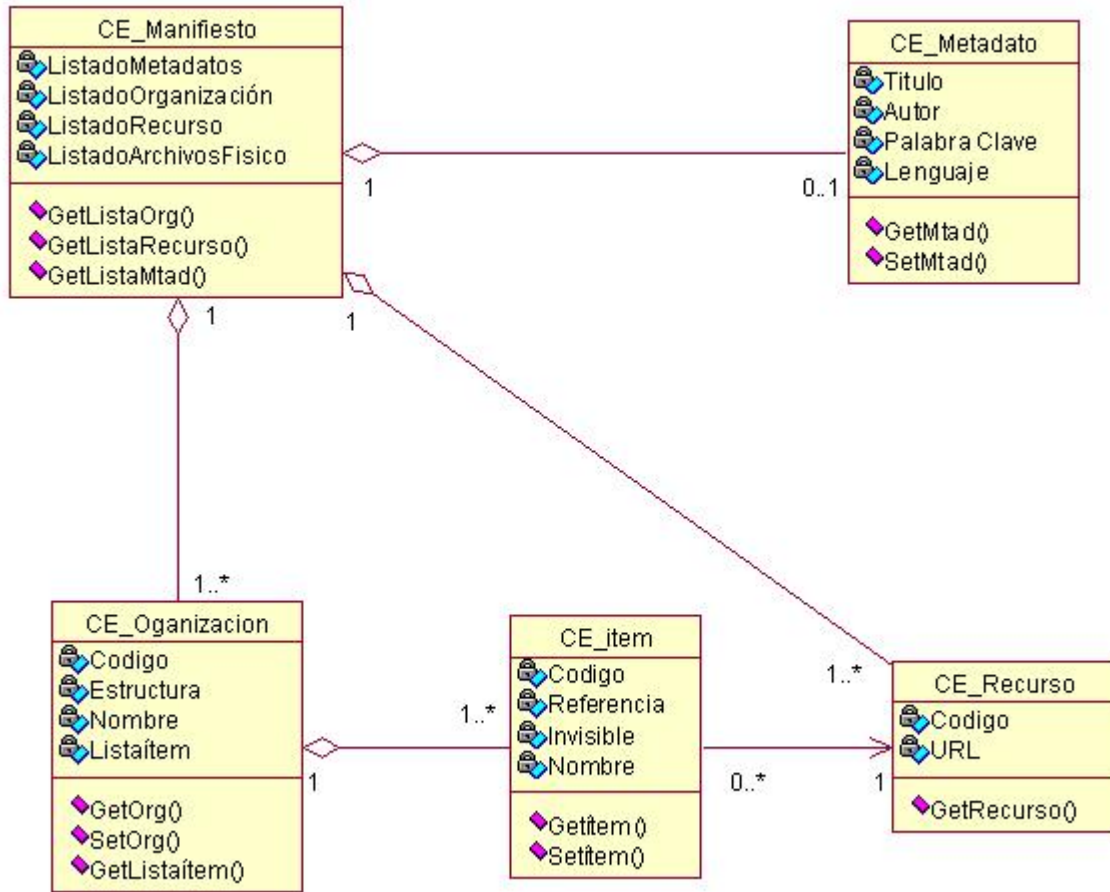 CE_Manifiesto
ListadoMetadatos
ListadoOrganización
ListadoRecurso
ListadoArchivosFisico
GetListaOrg()
GetListaRecurso()
GetListaMtad()
CE_Metadato
Titulo
Autor
Palabra Clave
Lenguaje
GetMtad()
SetMtad()
1
0..1
1
1
1..*
CE_Oganizacion
Codigo
Estructura
Nombre
Listaítem
GetOrg()
SetOrg()
GetListaítem()
1
1..*
CE_item
Codigo
Referencia
Invisible
Nombre
Getítem()
Setítem()
0..*
1
1..*
CE_Recurso
Codigo
URL
GetRecurso()